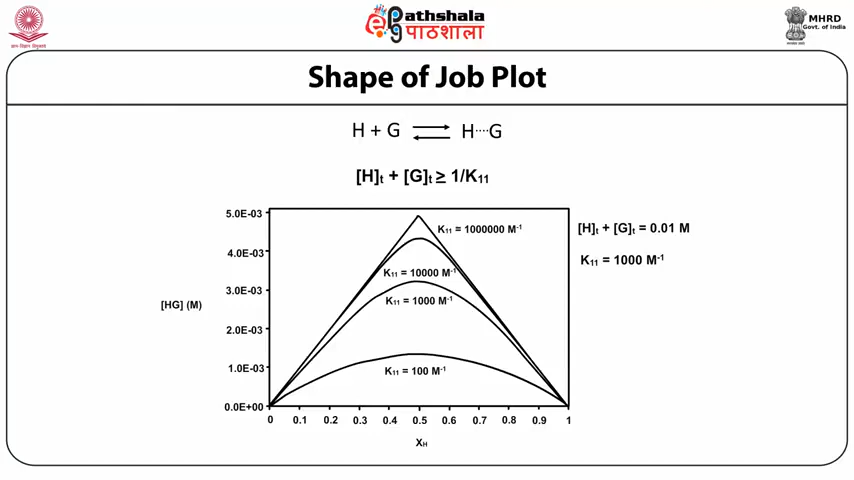 ePGPathshala
पाठशाला
MHRD
Govt. of India
Shape of Job Plot
H + G ⇌ H····G
[H]t + [G]t ≥ 1/K11
5.0E-03
4.0E-03
3.0E-03
2.0E-03
1.0E-03
0.0E+00
[HG] (M)
K11 = 1000000 M-1
K11 = 10000 M-1
K11 = 1000 M-1
K11 = 100 M-1
[H]t + [G]t = 0.01 M
K11 = 1000 M-1
0 0.1 0.2 0.3 0.4 0.5 0.6 0.7 0.8 0.9 1
XH